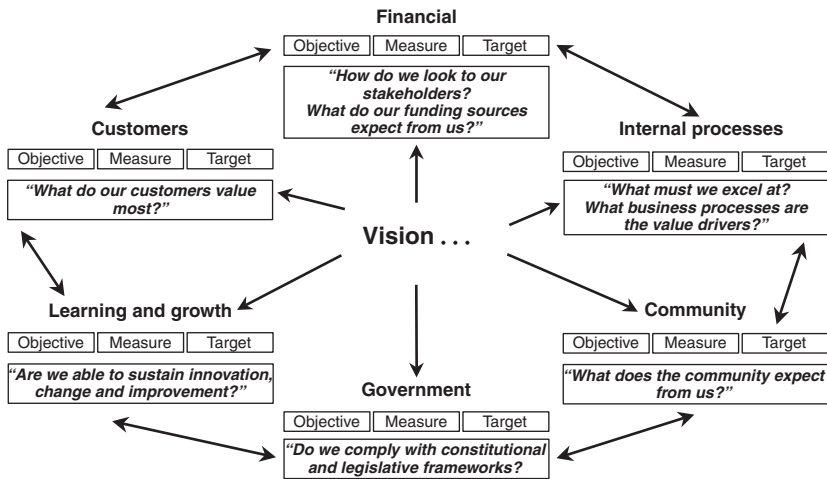 Financial
Objective Measure Target
“How do we look to our
stakeholders?
What do our funding sources
expect from us?”
Customers
Objective Measure Target
“What do our customers value
most?”
Internal processes
Objective Measure Target
“What must we excel at?
What business processes are
the value drivers?”
Vision . . .
Learning and growth
Objective Measure Target
“Are we able to sustain innovation,
change and improvement?”
Community
Objective Measure Target
“What does the community expect
from us?”
Government
Objective Measure Target
“Do we comply with constitutional
and legislative frameworks?